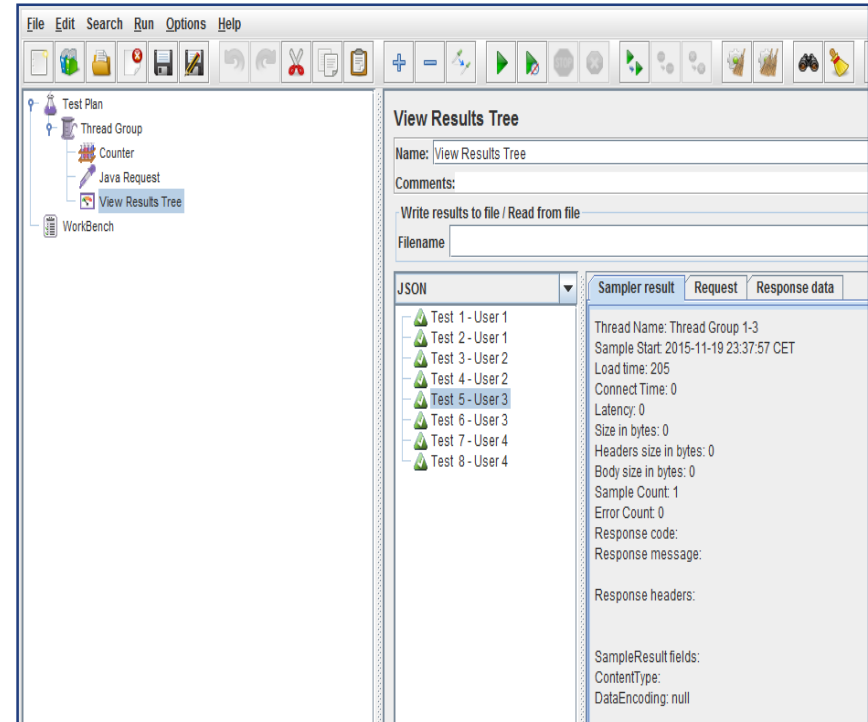 File Edit Search Run Options Help
Test Plan
Thread Group
Counter
Java Request
View Results Tree
WorkBench
View Results Tree
Name: View Results Tree
Comments:
Write results to file / Read from file
Filename
JSON
Test 1 - User 1
Test 2 - User 1
Test 3 - User 2
Test 4 - User 2
Test 5 - User 3
Test 6 - User 3
Test 7 - User 4
Test 8 - User 4
Sampler result Request Response data
Thread Name: Thread Group 1-3
Sample Start: 2015-11-19 23:37:57 CET
Load time: 205
Connect Time: 0
Latency: 0
Size in bytes: 0
Headers size in bytes: 0
Body size in bytes: 0
Sample Count: 1
Error Count: 0
Response code:
Response message:
Response headers:
SampleResult fields:
ContentType:
DataEncoding: null